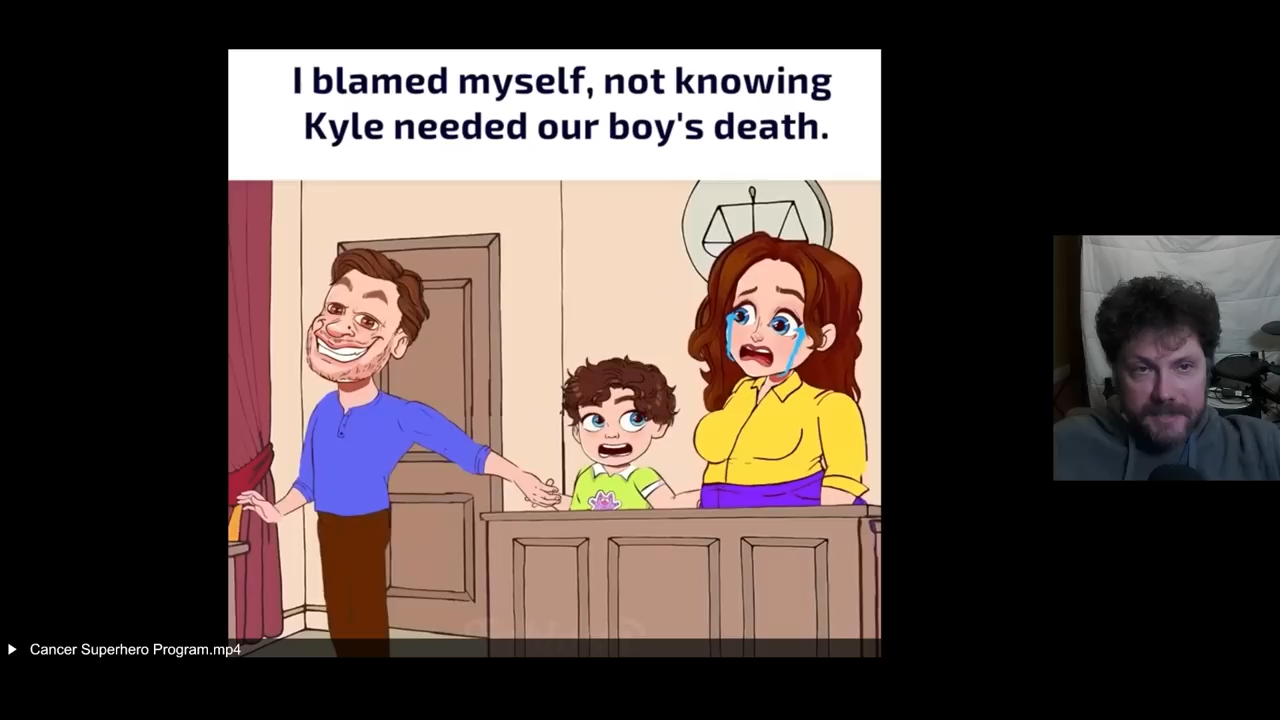 I blamed myself, not knowing
Kyle needed our boy's death.
Cancer Superhero Program.mp4